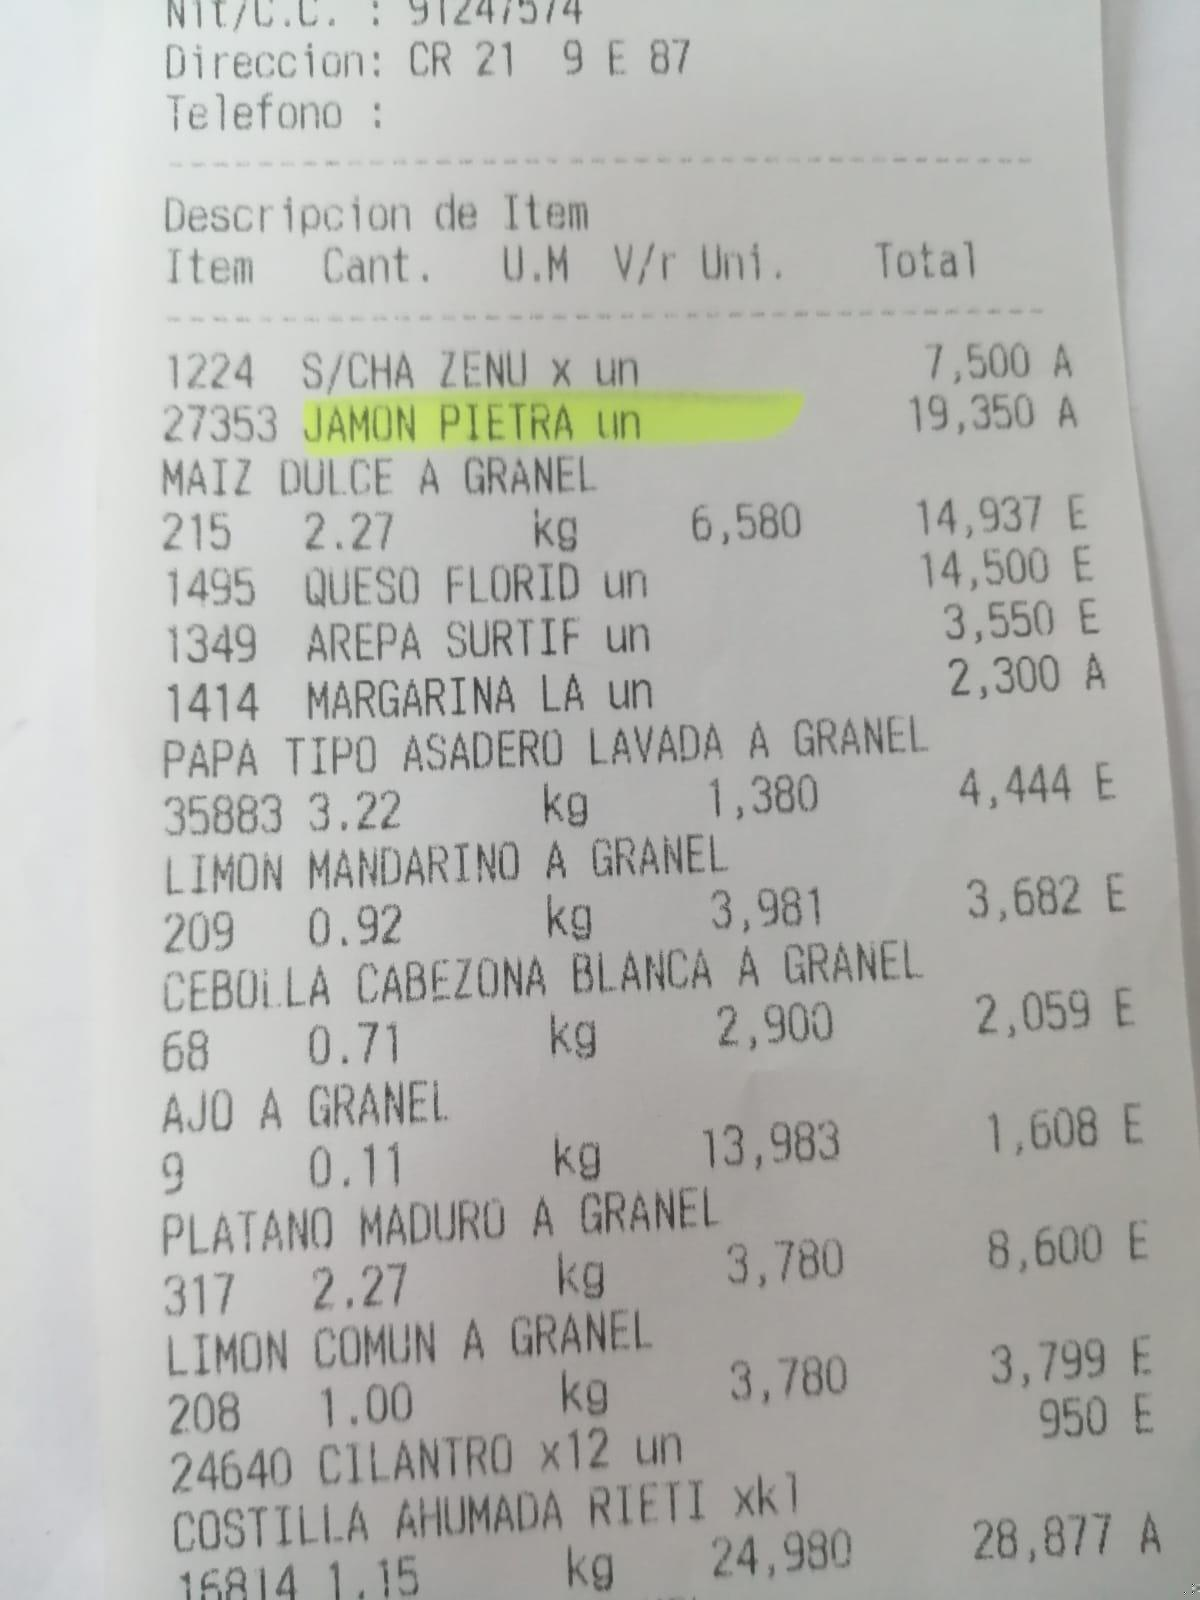 Nit/C.C. : 91247574
Direccion: CR 21 9 E 87
Telefono :
Descripcion de Item
Item Cant. U.M V/r Uni. Total
1224 S/CHA ZENU x un 7,500 A
27353 JAMON PIETRA un 19,350 A
MAIZ DULCE A GRANEL
215 2.27 kg 6,580 14,937 E
1495 QUESO FLORID un 14,500 E
1349 AREPA SURTIF un 3,550 E
1414 MARGARINA LA un 2,300 A
PAPA TIPO ASADERO LAVADA A GRANEL
35883 3.22 kg 1,380 4,444 E
LIMON MANDARINO A GRANEL
209 0.92 kg 3,981 3,682 E
CEBOLLA CABEZONA BLANCA A GRANEL
68 0.71 kg 2,900 2,059 E
AJO A GRANEL
9 0.11 kg 13,983 1,608 E
PLATANO MADURO A GRANEL
317 2.27 kg 3,780 8,600 E
LIMON COMUN A GRANEL
208 1.00 kg 3,780 3,799 E
24640 CILANTRO x12 un 950 E
COSTILLA AHUMADA RIETI xkl
16814 1.15 kg 24,980 28,877 A